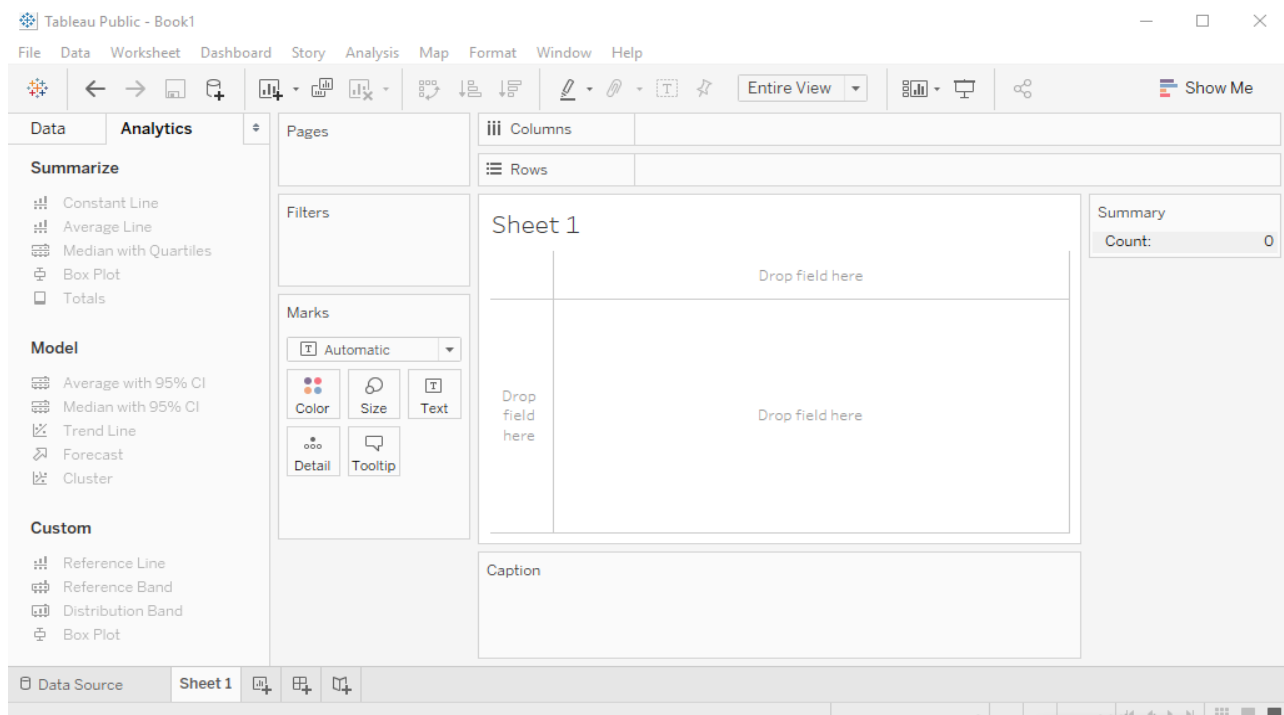 Tableau Public - Book1
File Data Worksheet Dashboard Story Analysis Map Format Window Help
Entire View
Show Me
Data Analytics
Summarize
Constant Line
Average Line
Median with Quartiles
Box Plot
Totals
Model
Average with 95% CI
Median with 95% CI
Trend Line
Forecast
Cluster
Custom
Reference Line
Reference Band
Distribution Band
Box Plot
Pages
Filters
Marks
T Automatic
T
Color Size Text
Detail Tooltip
Columns
Rows
Sheet 1
Drop field here
Drop
field
here
Drop field here
Caption
Summary
Count: 0
Data Source Sheet 1